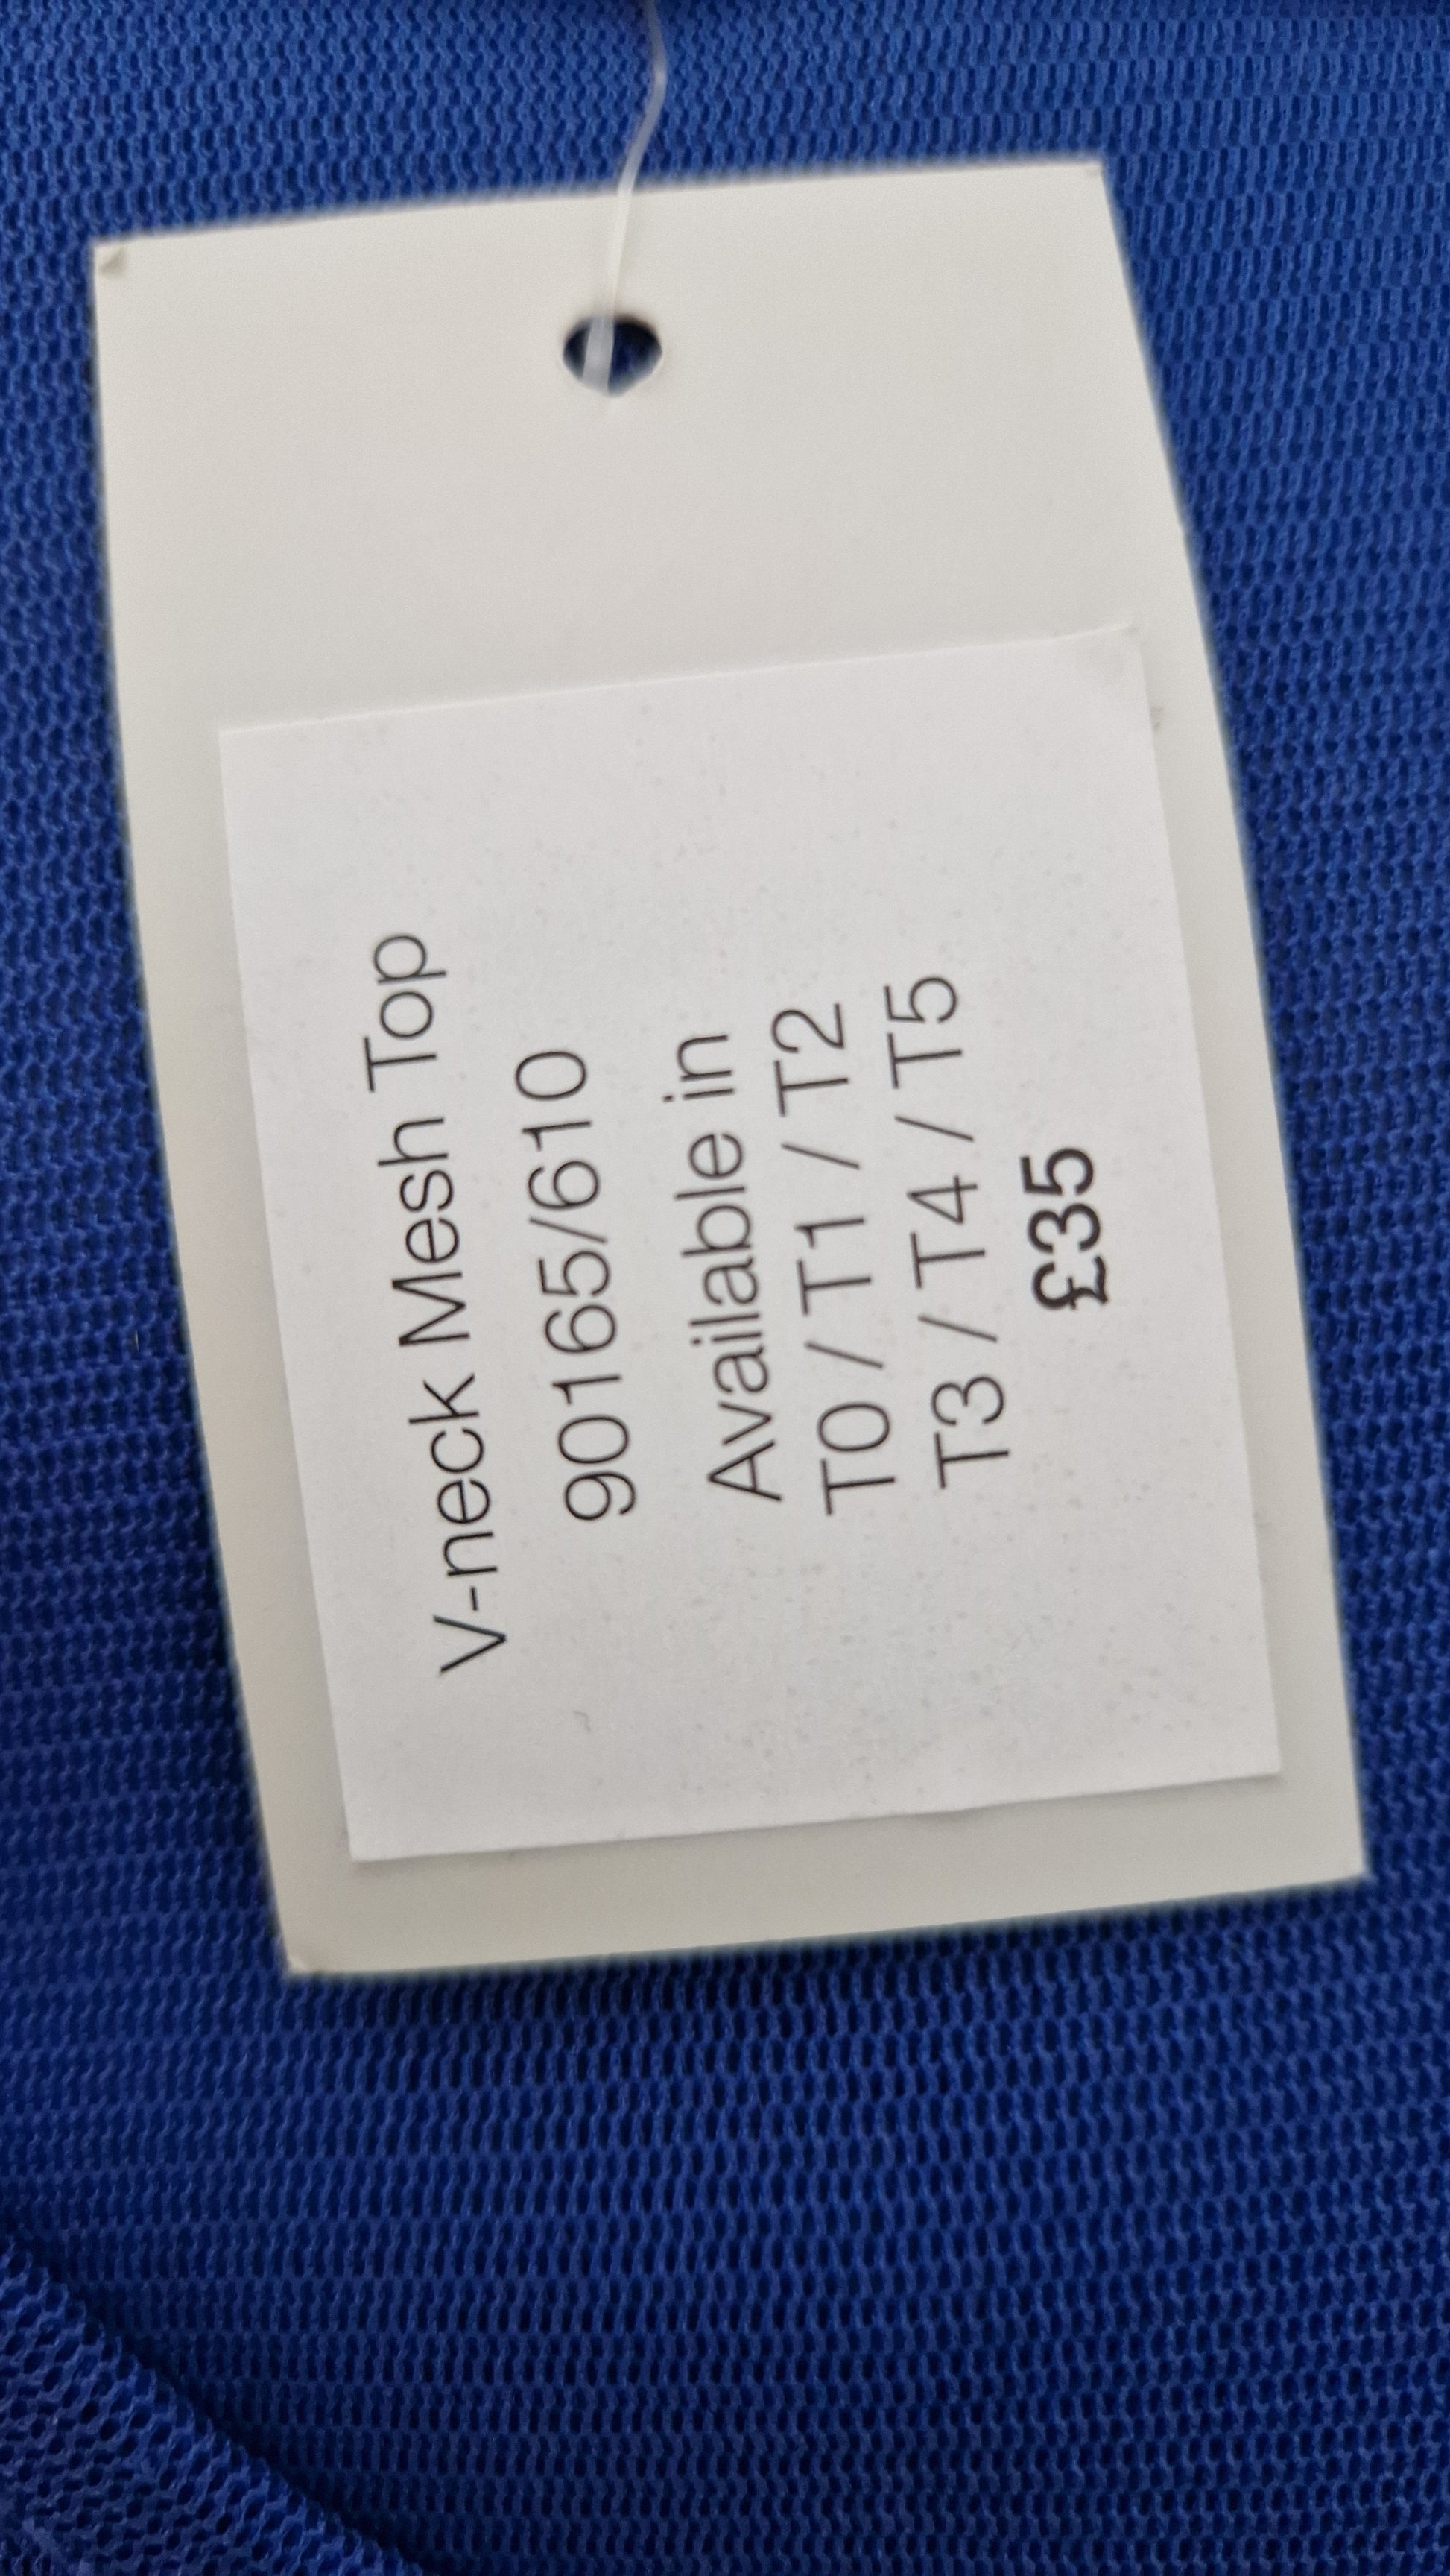 V-neck Mesh Top
90165/610
Available in
T0 / T1 / T2
T3 / T4 / T5
£35